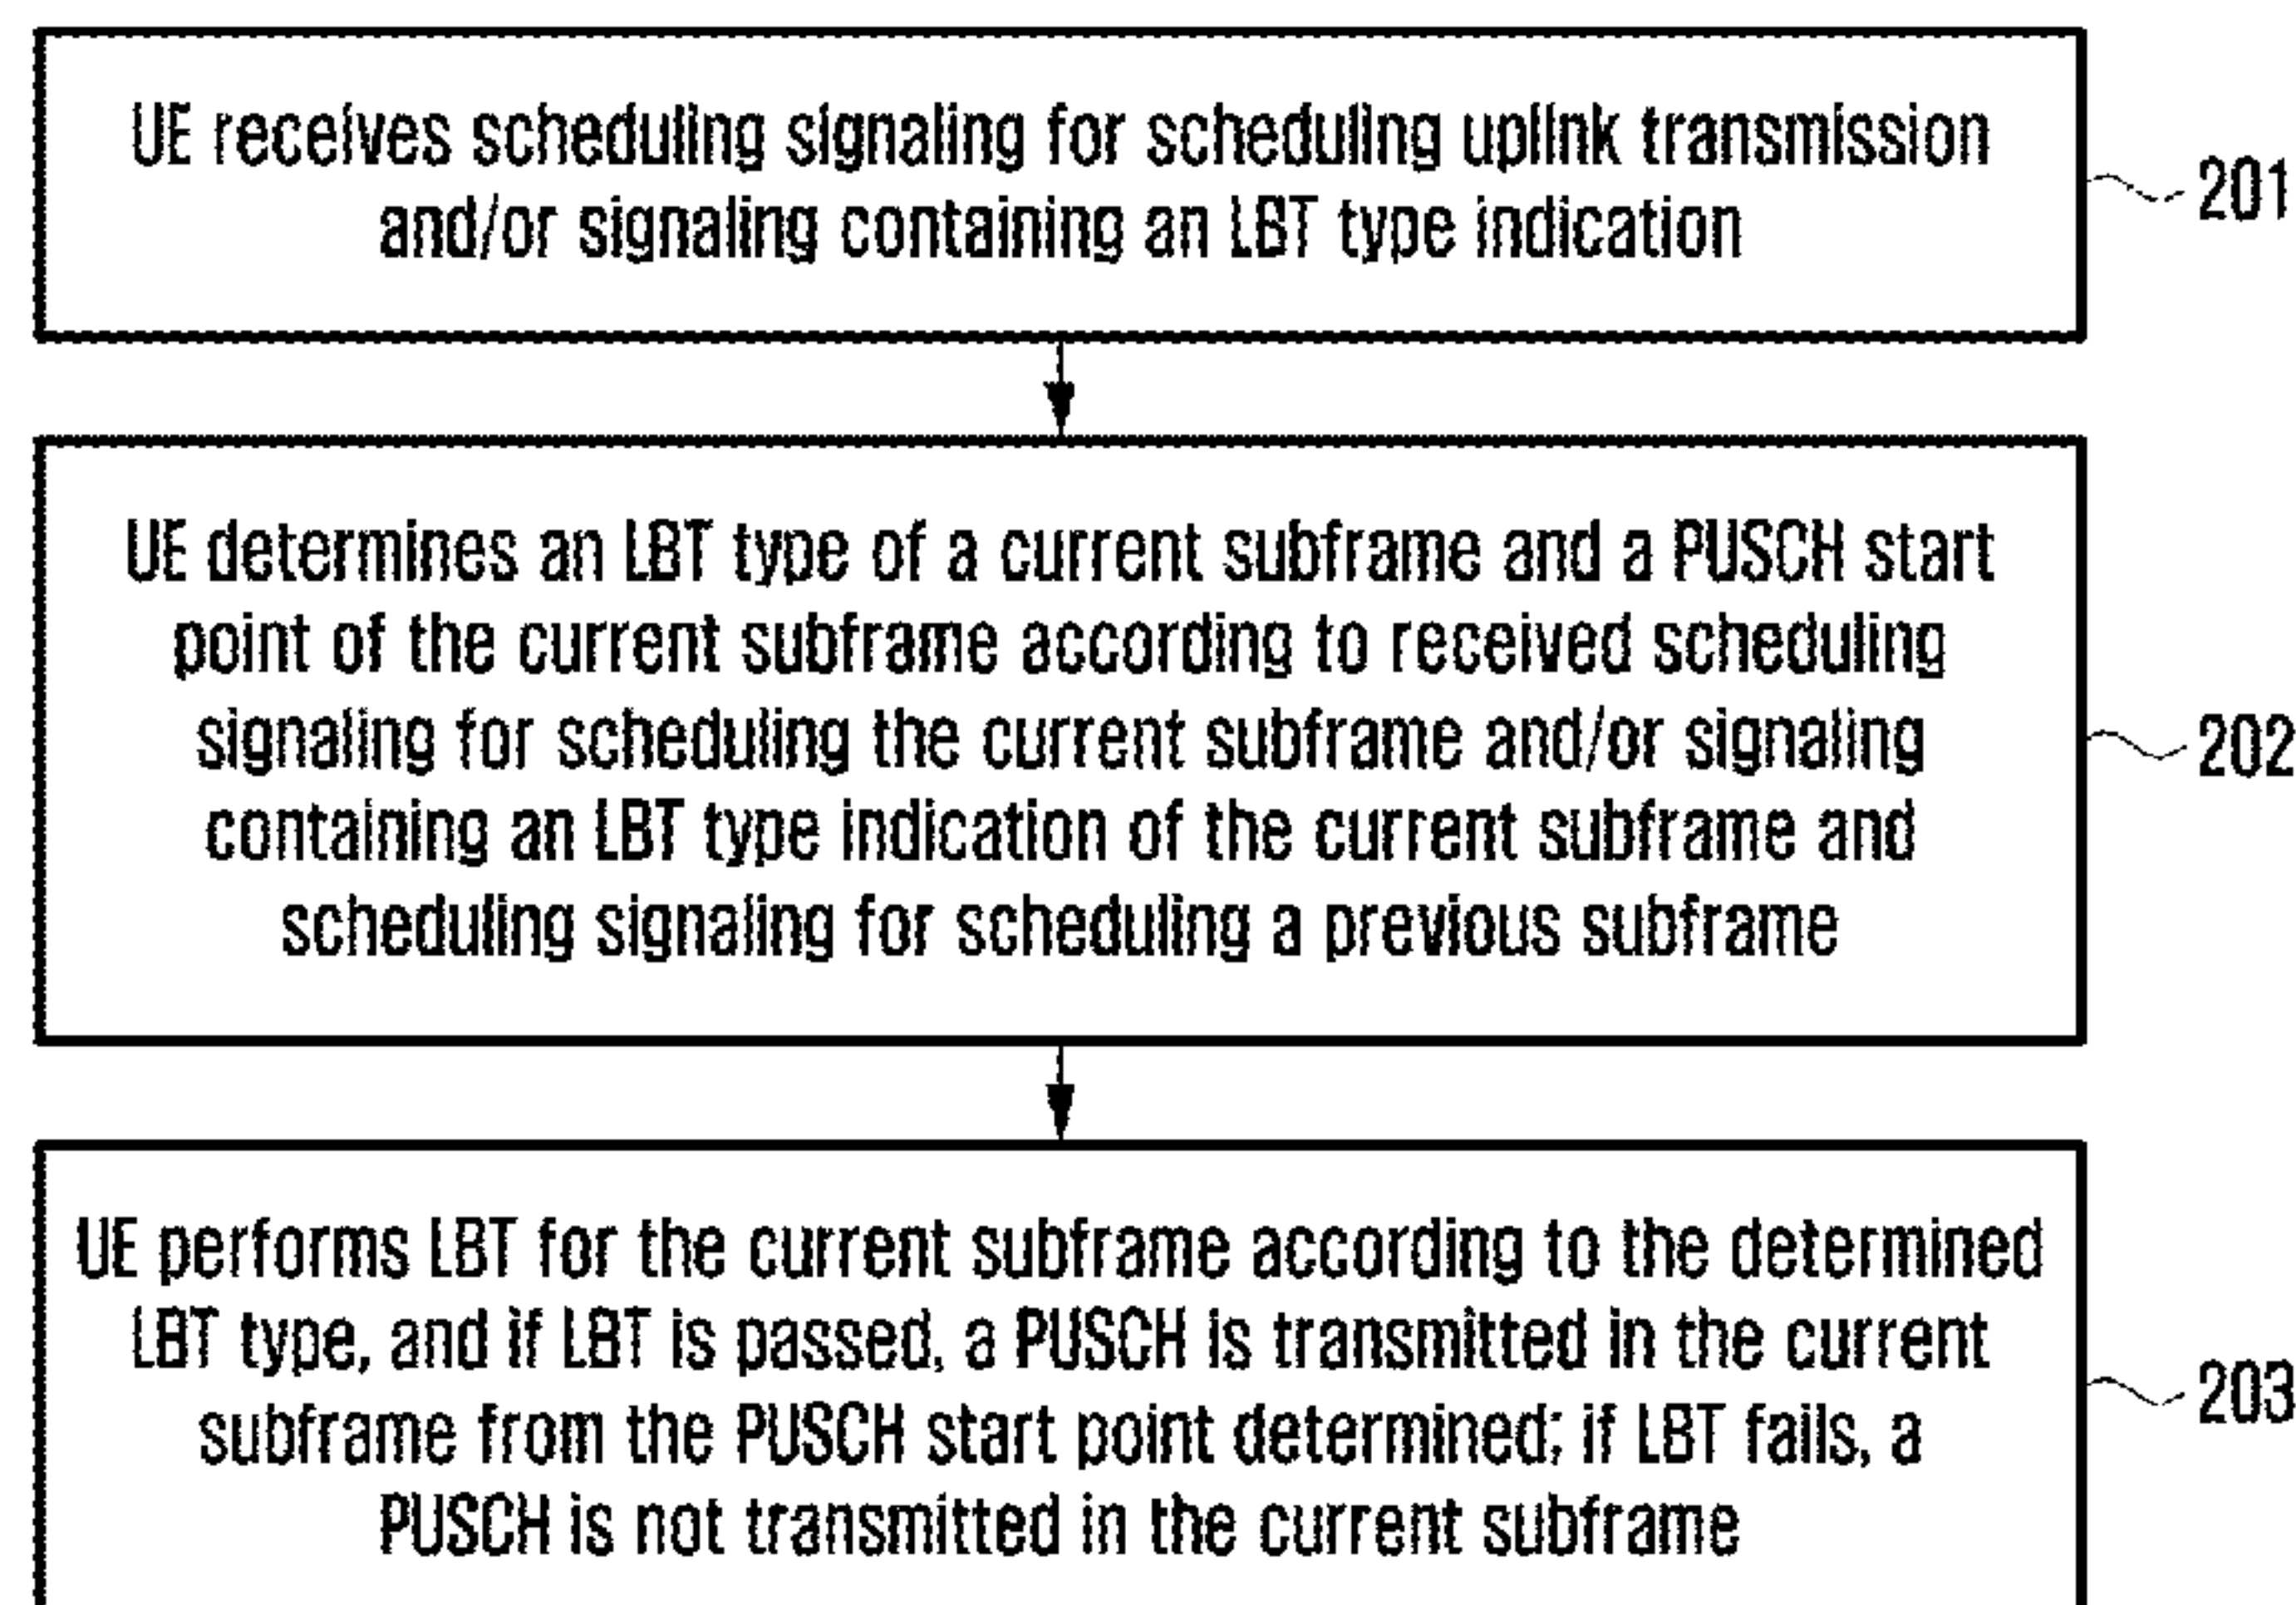 UE receives scheduling signaling for scheduling uplink transmission
and/or signaling containing an LBT type indication
201
UE determines an LBT type of a current subframe and a PUSCH start
point of the current subframe according to received scheduling
signaling for scheduling the current subframe and/or signaling
containing an LBT type indication of the current subframe and
scheduling signaling for scheduling a previous subframe
202
UE performs LBT for the current subframe according to the determined
LBT type, and if LBT is passed, a PUSCH is transmitted in the current
subframe from the PUSCH start point determined; if LBT fails, a
PUSCH is not transmitted in the current subframe
203